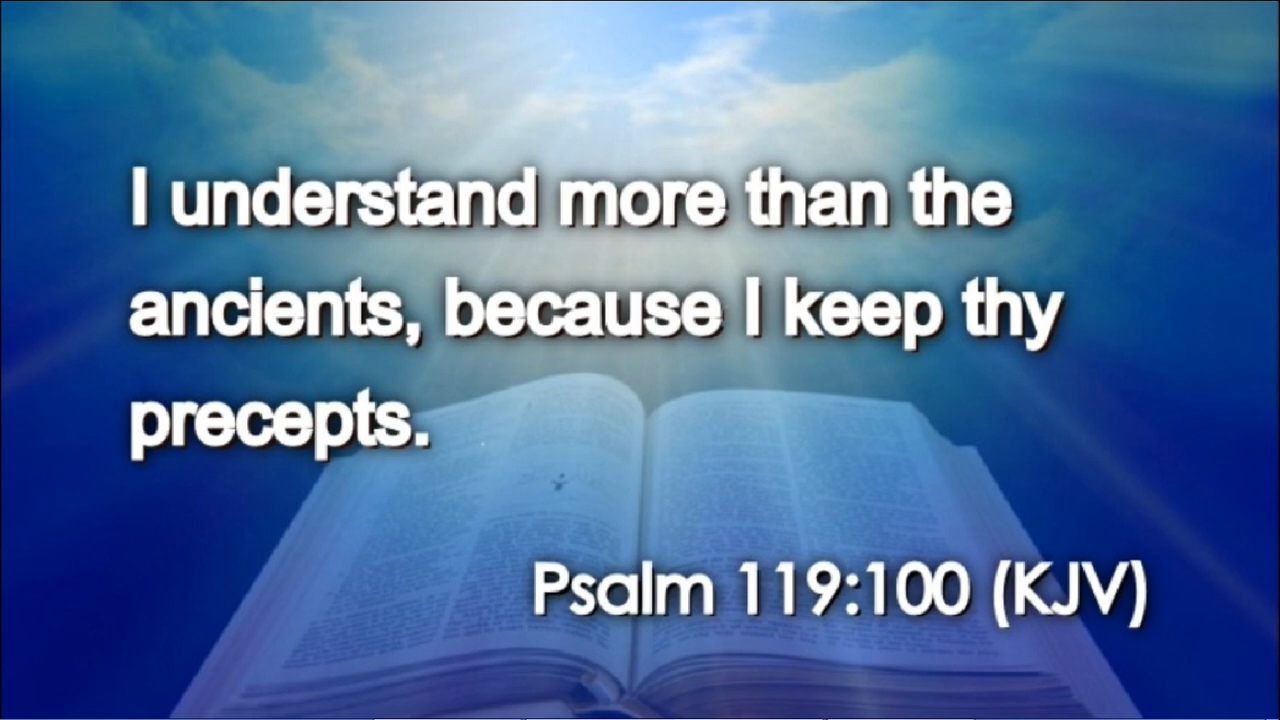 I understand more than the
ancients, because I keep thy
precepts.
Psalm 119:100 (KJV)